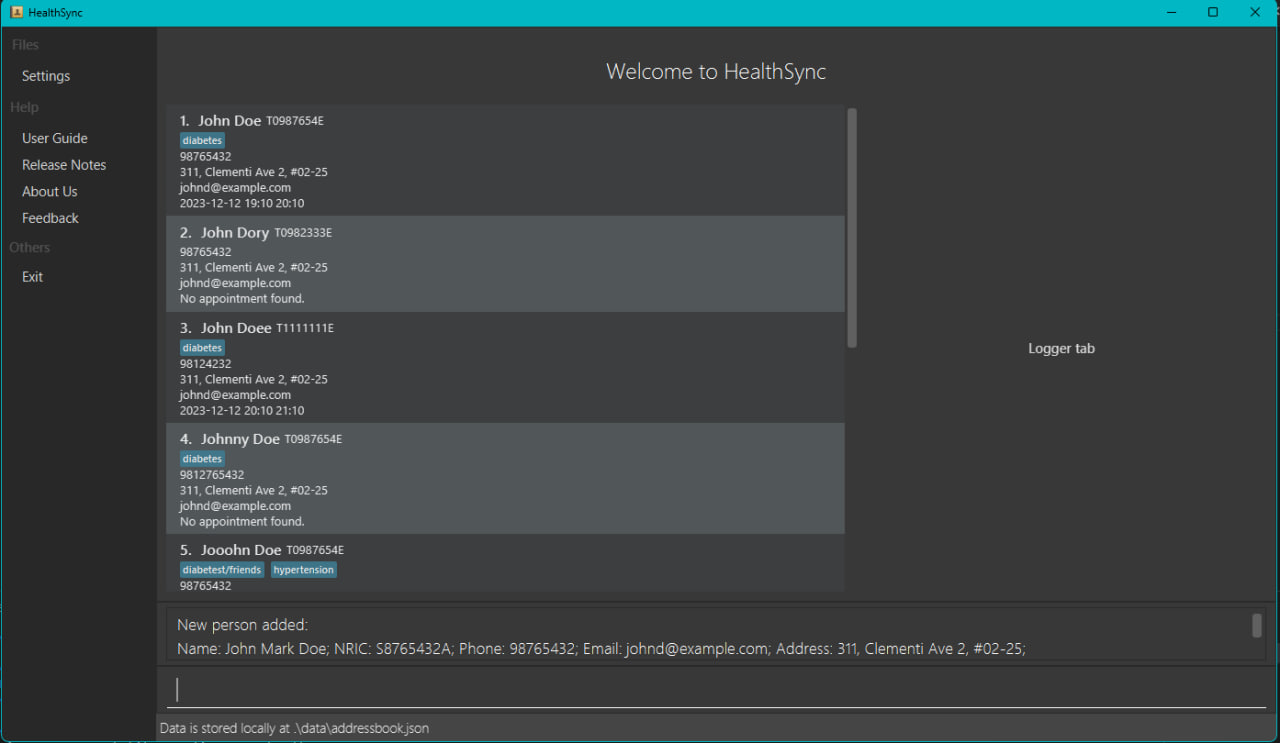 HealthSync
Files
Settings
Help
User Guide
Release Notes
About Us
Feedback
Others
Exit
Welcome to HealthSync
1. John Doe T0987654E
diabetes
98765432
311, Clementi Ave 2, #02-25
johnd@example.com
2023-12-12 19:10 20:10
2. John Dory T0982333E
98765432
311, Clementi Ave 2, #02-25
johnd@example.com
No appointment found.
3. John Doee T1111111E
diabetes
98124232
311, Clementi Ave 2, #02-25
johnd@example.com
2023-12-12 20:10 21:10
4. Johnny Doe T0987654E
diabetes
9812765432
311, Clementi Ave 2, #02-25
johnd@example.com
No appointment found.
5. Jooohn Doe T0987654E
diabetest/friends hypertension
98765432
Logger tab
New person added:
Name: John Mark Doe; NRIC: S8765432A; Phone: 98765432; Email: johnd@example.com; Address: 311, Clementi Ave 2, #02-25;
Data is stored locally at .\data\addressbook.json